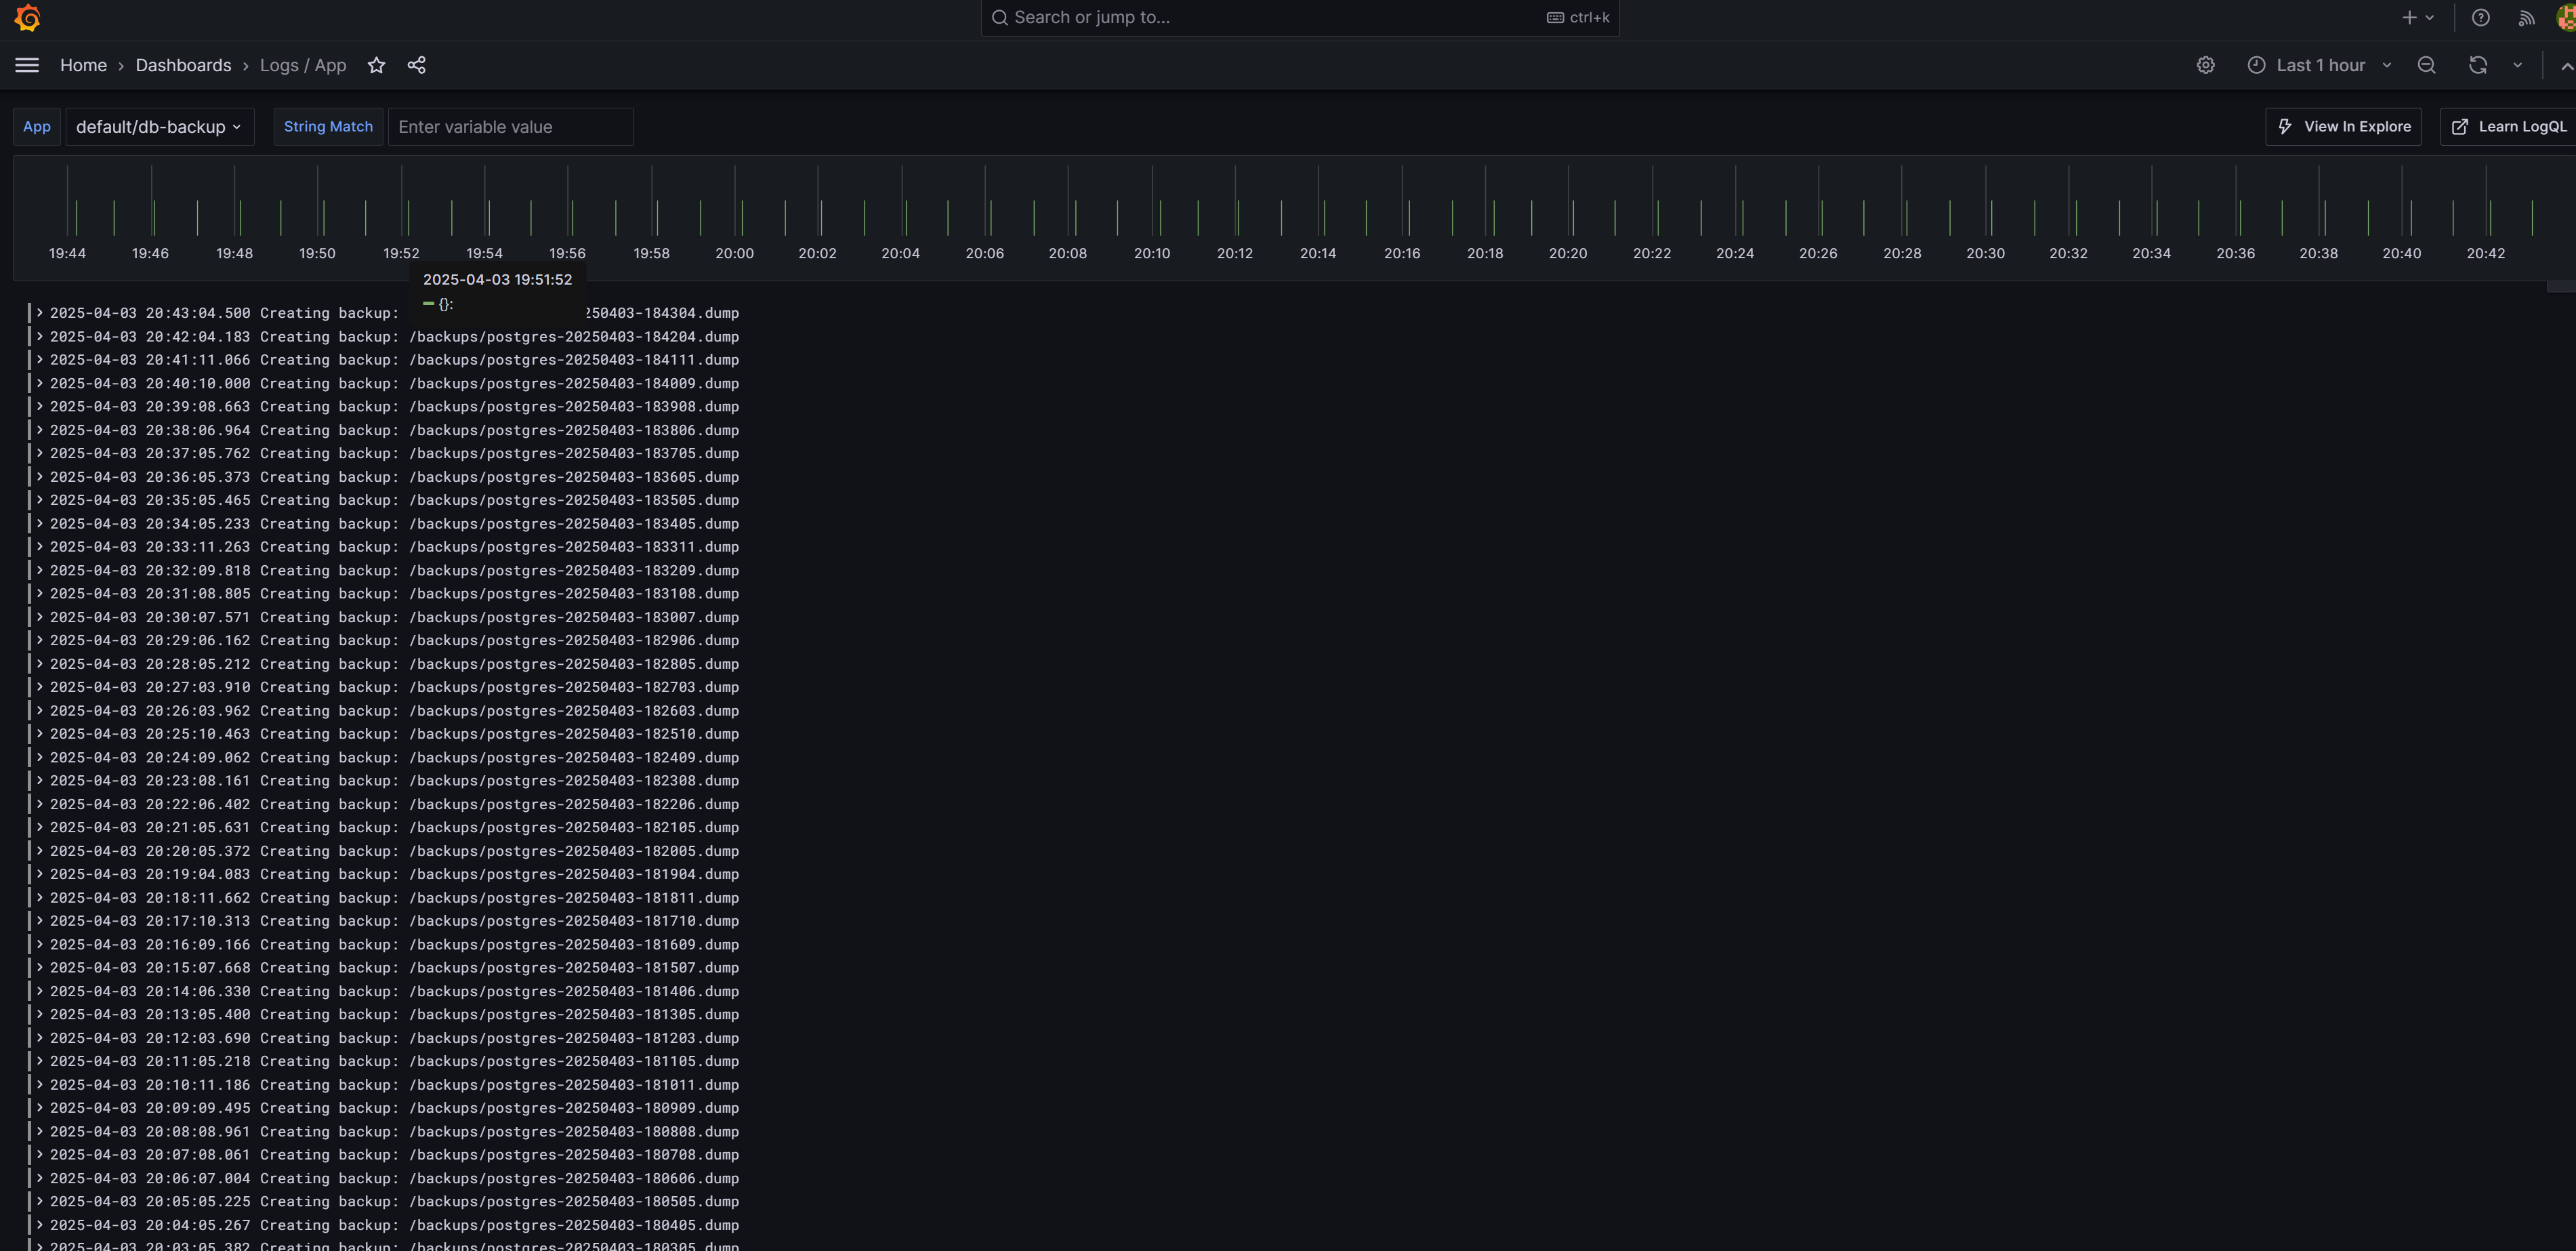 Search or jump to... ctrl+k
Home › Dashboards › Logs / App Last 1 hour
App default/db-backup String Match Enter variable value View In Explore Learn LogQL
19:44 19:46 19:48 19:50 19:52 19:54 19:56 19:58 20:00 20:02 20:04 20:06 20:08 20:10 20:12 20:14 20:16 20:18 20:20 20:22 20:24 20:26 20:28 20:30 20:32 20:34 20:36 20:38 20:40 20:42
2025-04-03 19:51:52
{}:
2025-04-03 20:43:04.500 Creating backup: 250403-184304.dump
2025-04-03 20:42:04.183 Creating backup: /backups/postgres-20250403-184204.dump
2025-04-03 20:41:11.066 Creating backup: /backups/postgres-20250403-184111.dump
2025-04-03 20:40:10.000 Creating backup: /backups/postgres-20250403-184009.dump
2025-04-03 20:39:08.663 Creating backup: /backups/postgres-20250403-183908.dump
2025-04-03 20:38:06.964 Creating backup: /backups/postgres-20250403-183806.dump
2025-04-03 20:37:05.762 Creating backup: /backups/postgres-20250403-183705.dump
2025-04-03 20:36:05.373 Creating backup: /backups/postgres-20250403-183605.dump
2025-04-03 20:35:05.465 Creating backup: /backups/postgres-20250403-183505.dump
2025-04-03 20:34:05.233 Creating backup: /backups/postgres-20250403-183405.dump
2025-04-03 20:33:11.263 Creating backup: /backups/postgres-20250403-183311.dump
2025-04-03 20:32:09.818 Creating backup: /backups/postgres-20250403-183209.dump
2025-04-03 20:31:08.805 Creating backup: /backups/postgres-20250403-183108.dump
2025-04-03 20:30:07.571 Creating backup: /backups/postgres-20250403-183007.dump
2025-04-03 20:29:06.162 Creating backup: /backups/postgres-20250403-182906.dump
2025-04-03 20:28:05.212 Creating backup: /backups/postgres-20250403-182805.dump
2025-04-03 20:27:03.910 Creating backup: /backups/postgres-20250403-182703.dump
2025-04-03 20:26:03.962 Creating backup: /backups/postgres-20250403-182603.dump
2025-04-03 20:25:10.463 Creating backup: /backups/postgres-20250403-182510.dump
2025-04-03 20:24:09.062 Creating backup: /backups/postgres-20250403-182409.dump
2025-04-03 20:23:08.161 Creating backup: /backups/postgres-20250403-182308.dump
2025-04-03 20:22:06.402 Creating backup: /backups/postgres-20250403-182206.dump
2025-04-03 20:21:05.631 Creating backup: /backups/postgres-20250403-182105.dump
2025-04-03 20:20:05.372 Creating backup: /backups/postgres-20250403-182005.dump
2025-04-03 20:19:04.083 Creating backup: /backups/postgres-20250403-181904.dump
2025-04-03 20:18:11.662 Creating backup: /backups/postgres-20250403-181811.dump
2025-04-03 20:17:10.313 Creating backup: /backups/postgres-20250403-181710.dump
2025-04-03 20:16:09.166 Creating backup: /backups/postgres-20250403-181609.dump
2025-04-03 20:15:07.668 Creating backup: /backups/postgres-20250403-181507.dump
2025-04-03 20:14:06.330 Creating backup: /backups/postgres-20250403-181406.dump
2025-04-03 20:13:05.400 Creating backup: /backups/postgres-20250403-181305.dump
2025-04-03 20:12:03.690 Creating backup: /backups/postgres-20250403-181203.dump
2025-04-03 20:11:05.218 Creating backup: /backups/postgres-20250403-181105.dump
2025-04-03 20:10:11.186 Creating backup: /backups/postgres-20250403-181011.dump
2025-04-03 20:09:09.495 Creating backup: /backups/postgres-20250403-180909.dump
2025-04-03 20:08:08.961 Creating backup: /backups/postgres-20250403-180808.dump
2025-04-03 20:07:08.061 Creating backup: /backups/postgres-20250403-180708.dump
2025-04-03 20:06:07.004 Creating backup: /backups/postgres-20250403-180606.dump
2025-04-03 20:05:05.225 Creating backup: /backups/postgres-20250403-180505.dump
2025-04-03 20:04:05.267 Creating backup: /backups/postgres-20250403-180405.dump
2025-04-03 20:03:05.382 Creating backup: /backups/postgres-20250403-180305.dump